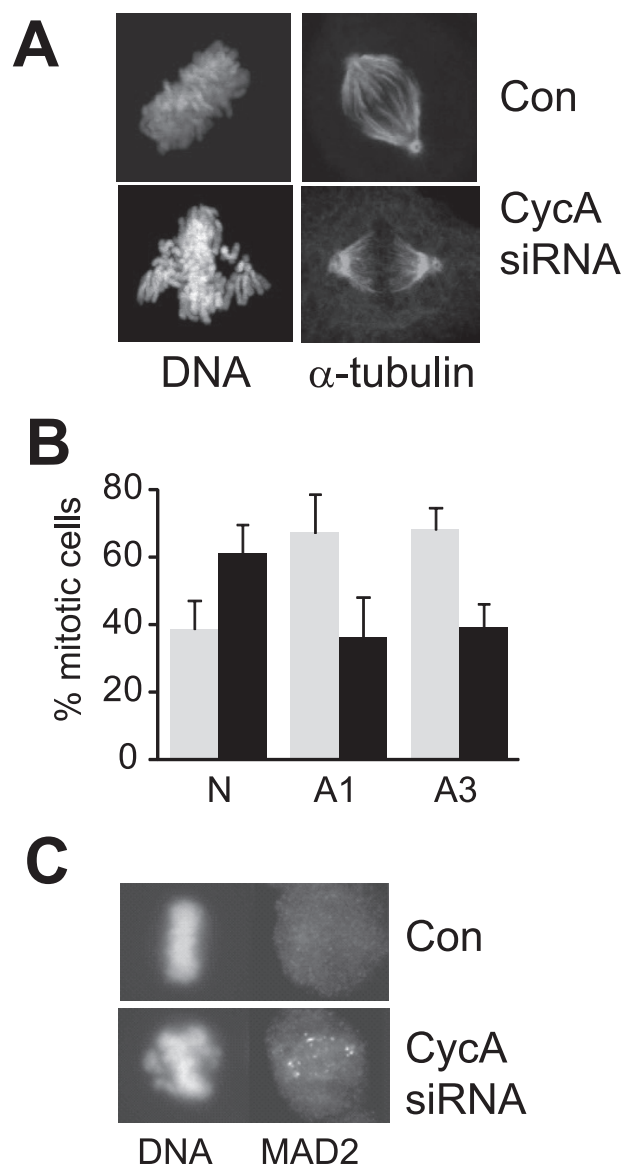 A
Con
CycA
siRNA
DNA α-tubulin
B
80
60
40
20
0
% mitotic cells
N A1 A3
C
Con
CycA
siRNA
DNA MAD2